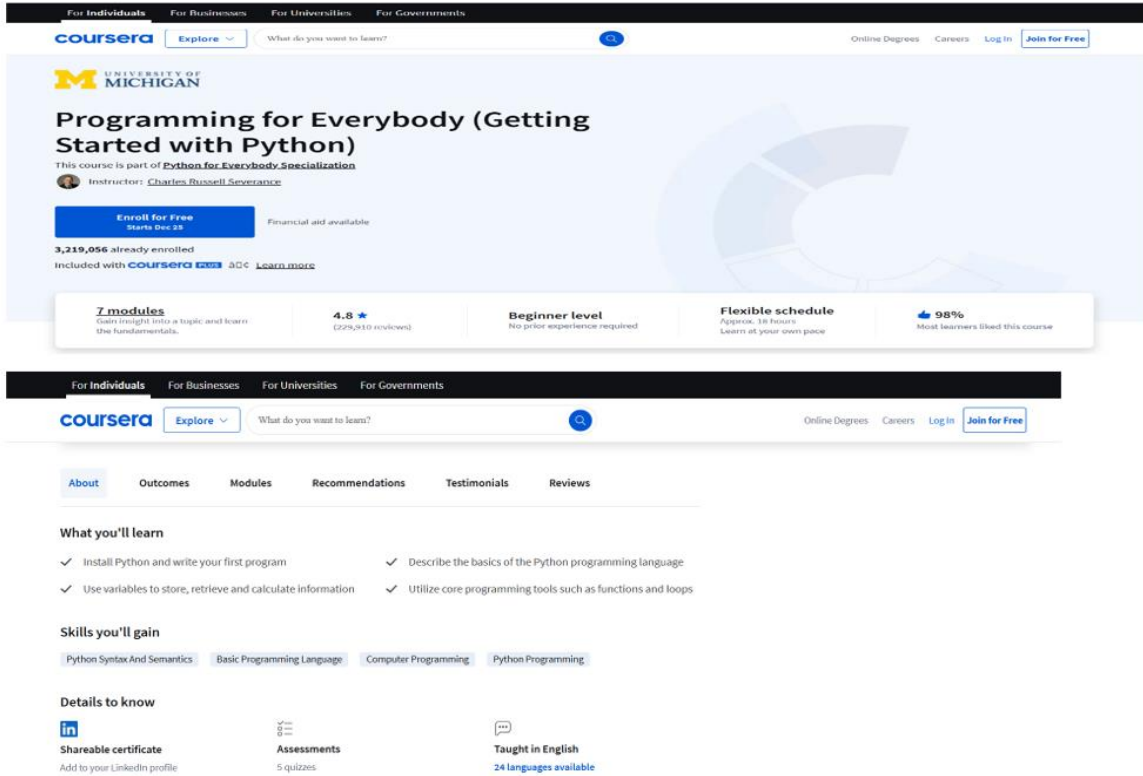 For Individuals For Businesses For Universities For Governments
coursera Explore What do you want to learn? Online Degrees Careers Log In Join for Free
UNIVERSITY OF
MICHIGAN
Programming for Everybody (Getting
Started with Python)
This course is part of Python for Everybody Specialization
Instructor: Charles Russell Severance
Enroll for Free
Starts Dec 25
Financial aid available
3,219,056 already enrolled
Included with coursera PLUS Learn more
7 modules
Gain insight into a topic and learn
the fundamentals.
4.8 ★
(229,910 reviews)
Beginner level
No prior experience required
Flexible schedule
Approx. 18 hours
Learn at your own pace
98%
Most learners liked this course
For Individuals For Businesses For Universities For Governments
coursera Explore What do you want to learn? Online Degrees Careers Log In Join for Free
About Outcomes Modules Recommendations Testimonials Reviews
What you'll learn
Install Python and write your first program
Describe the basics of the Python programming language
Use variables to store, retrieve and calculate information
Utilize core programming tools such as functions and loops
Skills you'll gain
Python Syntax And Semantics Basic Programming Language Computer Programming Python Programming
Details to know
in
Shareable certificate
Add to your LinkedIn profile
Assessments
5 quizzes
Taught in English
24 languages available